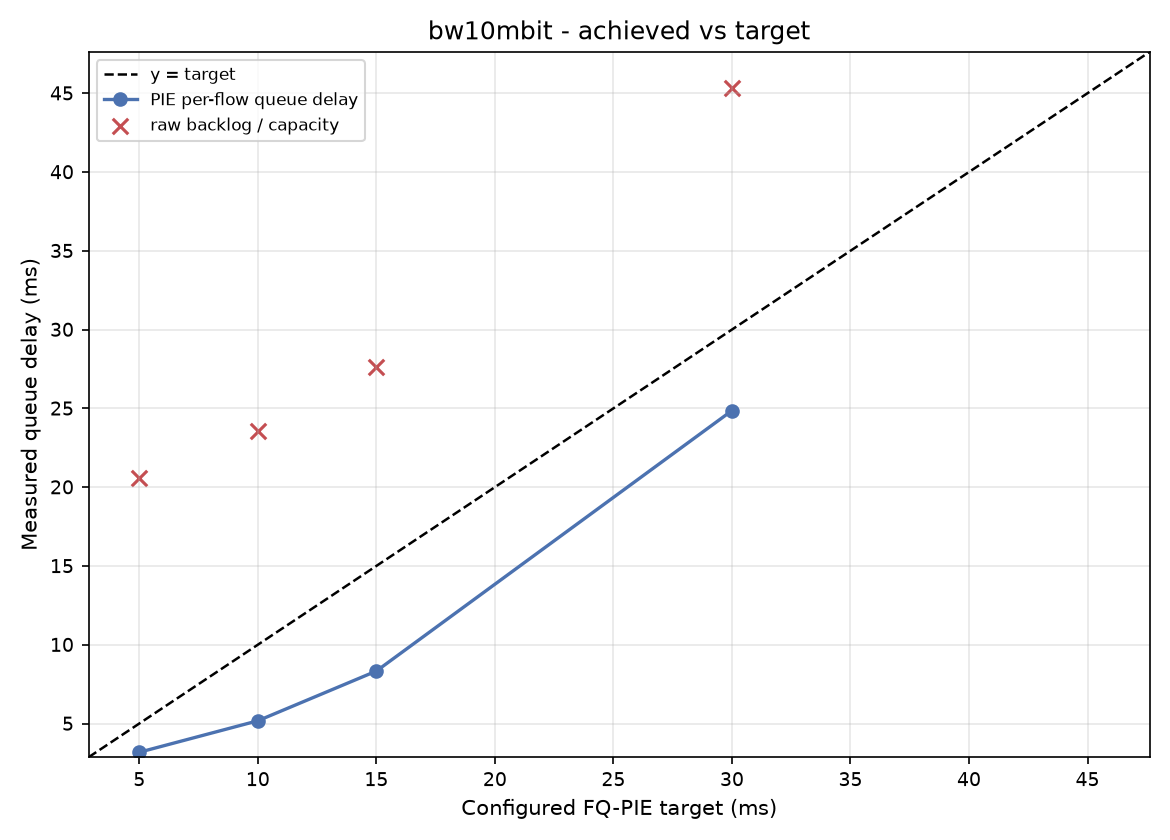 bw10mbit - achieved vs target
y = target
PIE per-flow queue delay
raw backlog / capacity
Measured queue delay (ms)
45
40
35
30
25
20
15
10
5
5 10 15 20 25 30 35 40 45
Configured FQ-PIE target (ms)